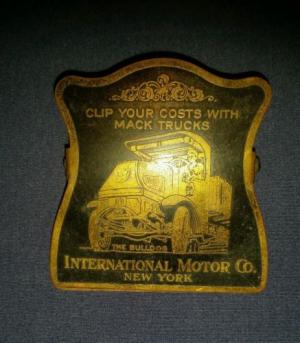 CLIP YOUR COSTS WITH
MACK TRUCKS
THE BULLDOG
INTERNATIONAL MOTOR CO.
NEW YORK